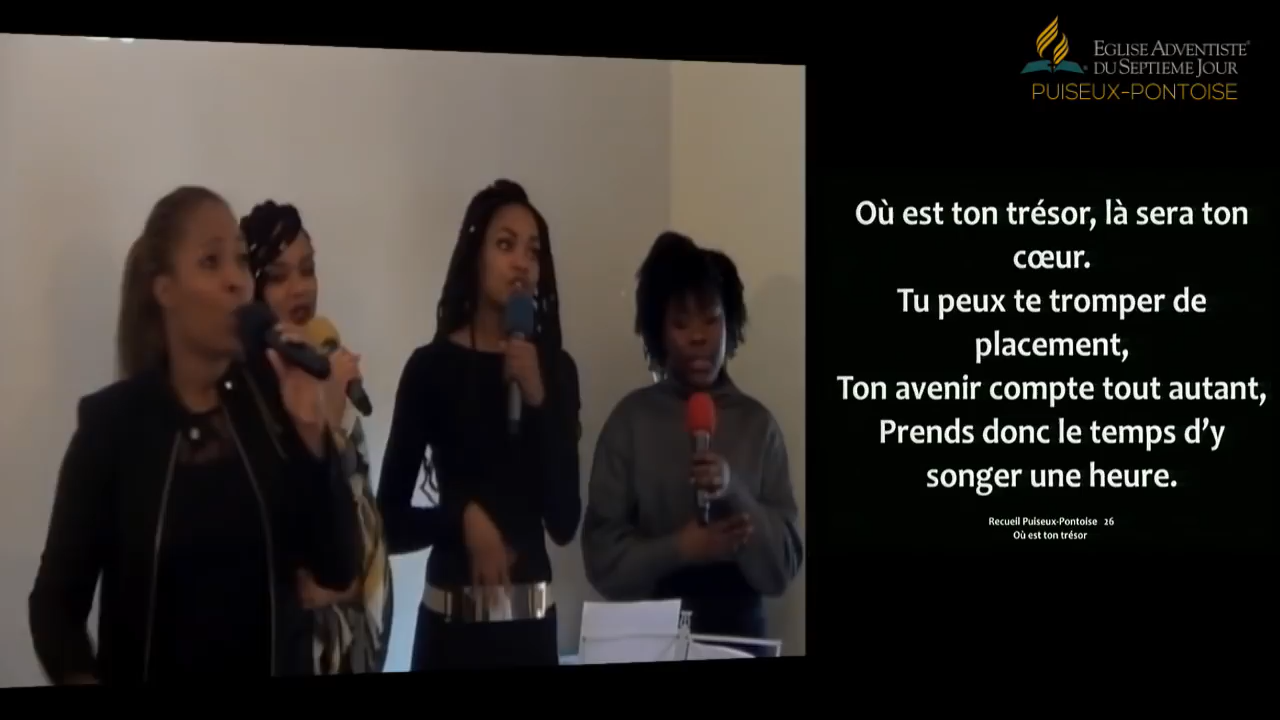 EGLISE ADVENTISTE
DU SEPTIEME JOUR
PUISEUX-PONTOISE
Où est ton trésor, là sera ton
cœur.
Tu peux te tromper de
placement,
Ton avenir compte tout autant,
Prends donc le temps d’y
songer une heure.
Recueil Puiseux-Pontoise 26
Où est ton trésor